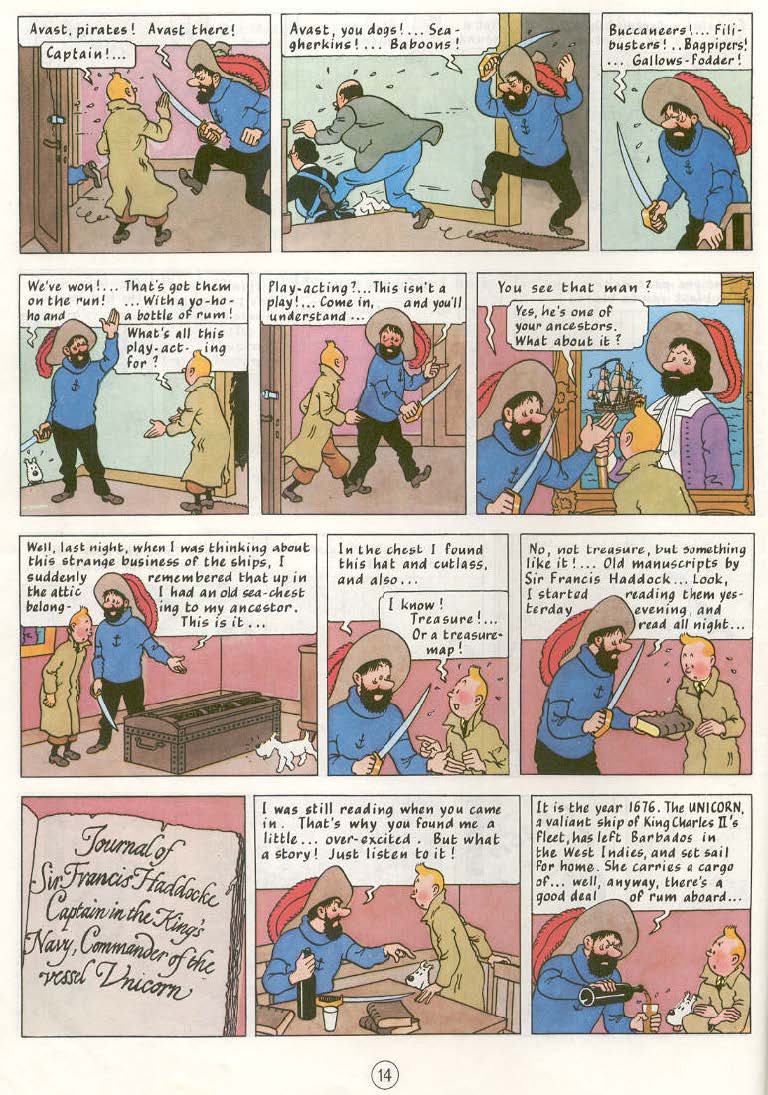 Avast, pirates! Avast there!
Captain!...
Avast, you dogs!... Sea-
gherkins!... Baboons!
Buccaneers!... Fili-
busters!..Bagpipers!
... Gallows-Fodder!
We've won!... That's got them
on the run! ... With a yo-ho-
ho and a bottle of rum!
What's all this
play-act-ing
for?
Play-acting?...This isn't a
play!... Come in, and you'll
understand...
You see that man?
Yes, he's one of
your ancestors.
What about it?
Well, last night, when I was thinking about
this strange business of the ships, I
suddenly remembered that up in
the attic I had an old sea-chest
belong-ing to my ancestor.
This is it...
In the chest I found
this hat and cutlass,
and also...
I know!
Treasure!...
Or a treasure-
map!
No, not treasure, but something
like it!... Old manuscripts by
Sir Francis Haddock... Look,
I started reading them yes-
terday evening and
read all night...
Journal of
Sir Francis Haddocke
Captain in the King's
Navy, Commander of the
vessel Unicorn
I was still reading when you came
in. That's why you found me a
little... over-excited. But what
a story! Just listen to it!
It is the year 1676. The UNICORN,
a valiant ship of King Charles II's
fleet, has left Barbados in
the West Indies, and set sail
for home. She carries a cargo
of... well, anyway, there's a
good deal of rum aboard...
14